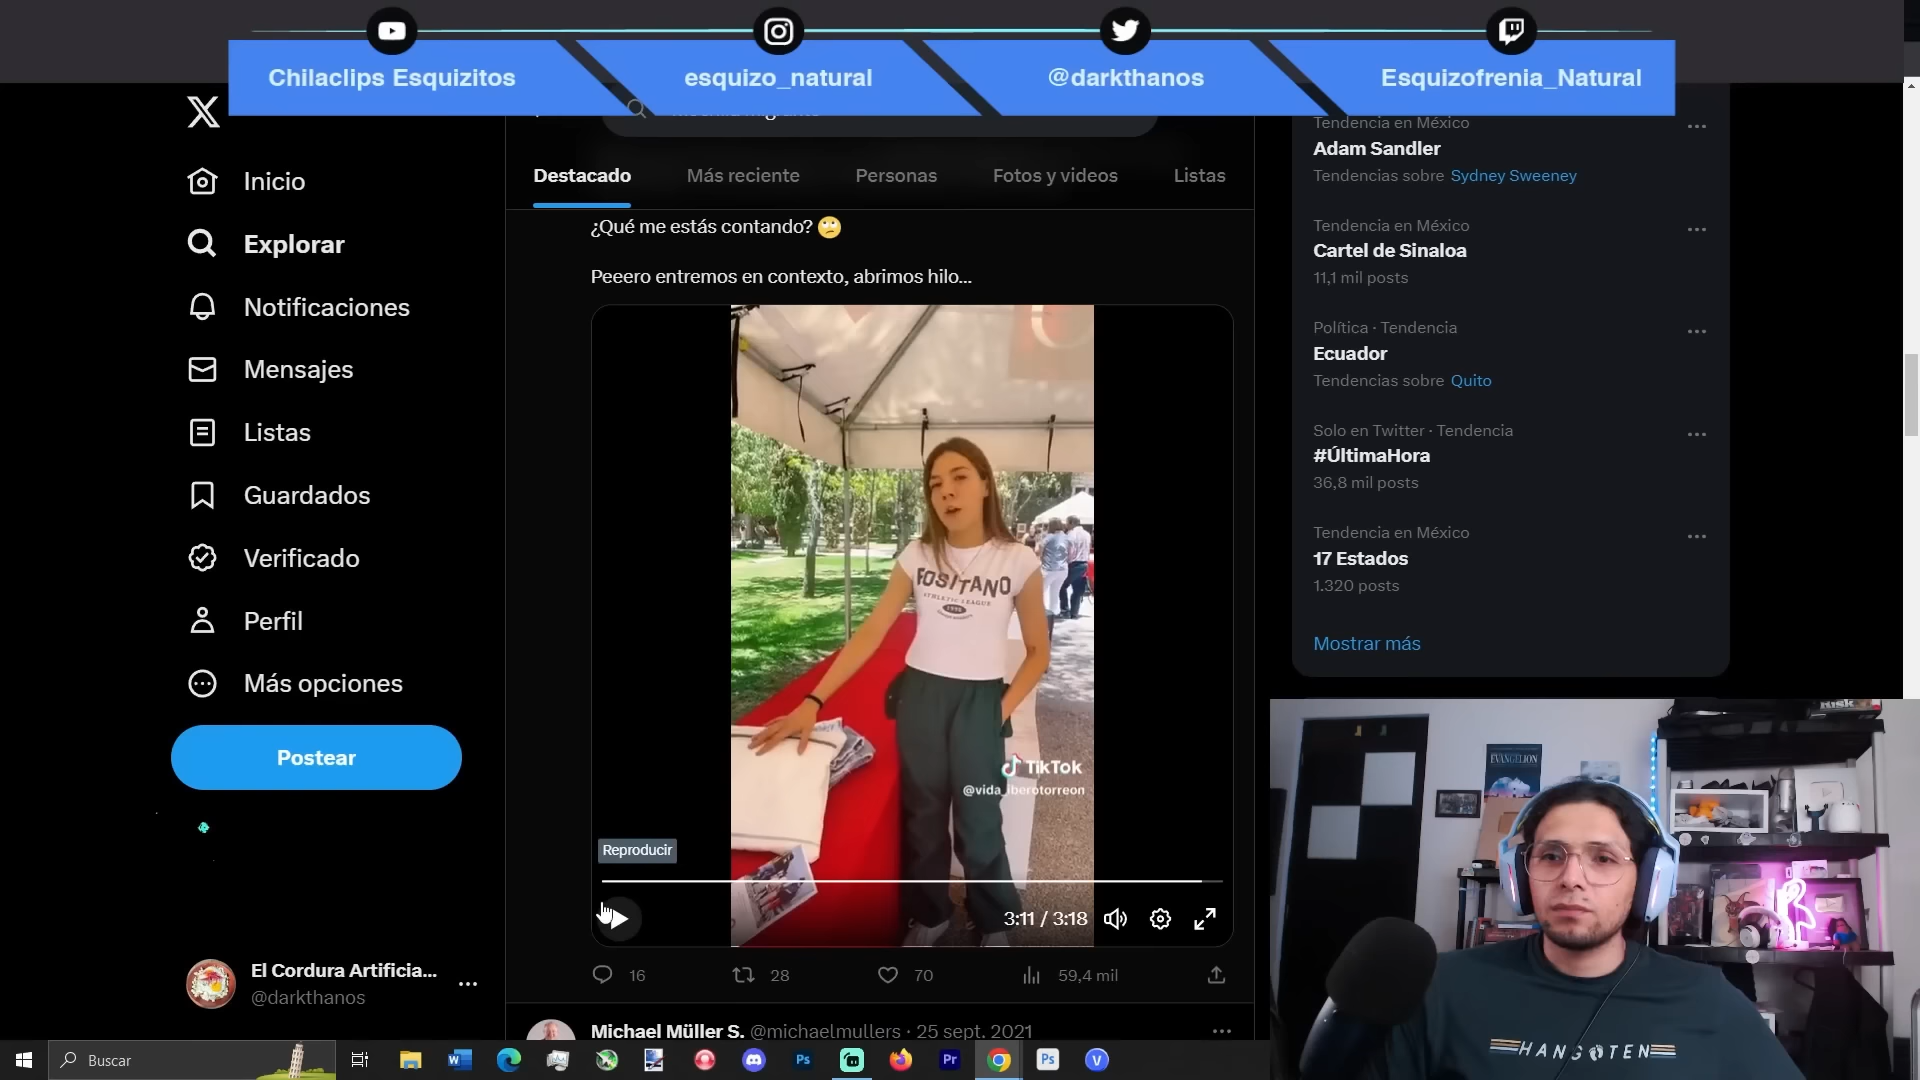 Chilaclips Esquizitos
esquizo_natural
@darkthanos
Esquizofrenia_Natural
Inicio
Explorar
Notificaciones
Mensajes
Listas
Guardados
Verificado
Perfil
Más opciones
Postear
El Cordura Artificia...
@darkthanos
Destacado
Más reciente
Personas
Fotos y videos
Listas
¿Qué me estás contando?
Peeero entremos en contexto, abrimos hilo...
POSITANO
ATHLETIC LEAGUE
TikTok
@vida_iberotorreon
Reproducir
3:11 / 3:18
16
28
70
59,4 mil
Michael Müller S. @michaelmullers · 25 sept. 2021
Tendencia en México
Adam Sandler
Tendencias sobre Sydney Sweeney
Tendencia en México
Cartel de Sinaloa
11,1 mil posts
Política · Tendencia
Ecuador
Tendencias sobre Quito
Solo en Twitter · Tendencia
#ÚltimaHora
36,8 mil posts
Tendencia en México
17 Estados
1.320 posts
Mostrar más
Risk
EVANGELION
HANG TEN
Buscar